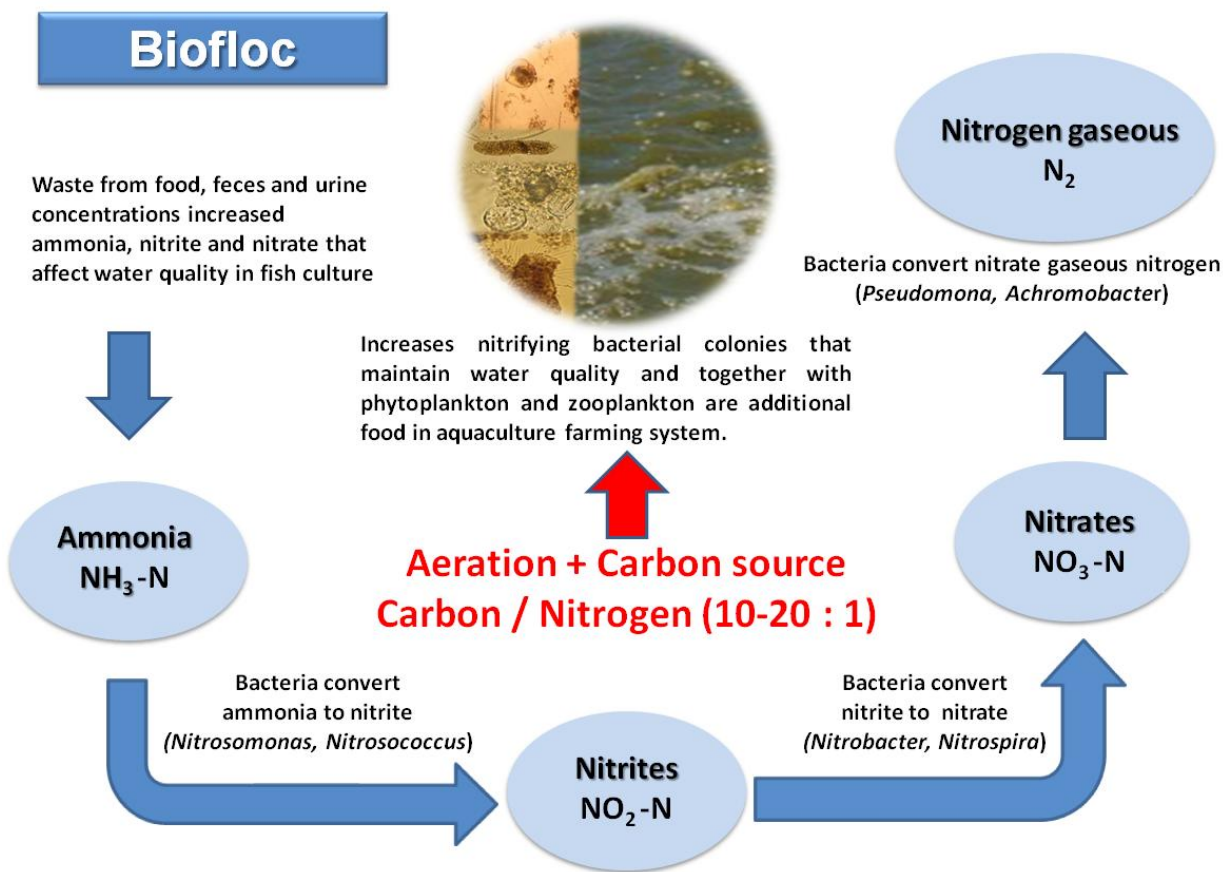 Biofloc
Waste from food, feces and urine
concentrations increased
ammonia, nitrite and nitrate that
affect water quality in fish culture
Ammonia
NH₃-N
Bacteria convert
ammonia to nitrite
(Nitrosomonas, Nitrosococcus)
Nitrites
NO₂-N
Bacteria convert
nitrite to nitrate
(Nitrobacter, Nitrospira)
Nitrates
NO₃-N
Bacteria convert nitrate gaseous nitrogen
(Pseudomona, Achromobacter)
Nitrogen gaseous
N₂
Increases nitrifying bacterial colonies that
maintain water quality and together with
phytoplankton and zooplankton are additional
food in aquaculture farming system.
Aeration + Carbon source
Carbon / Nitrogen (10-20 : 1)